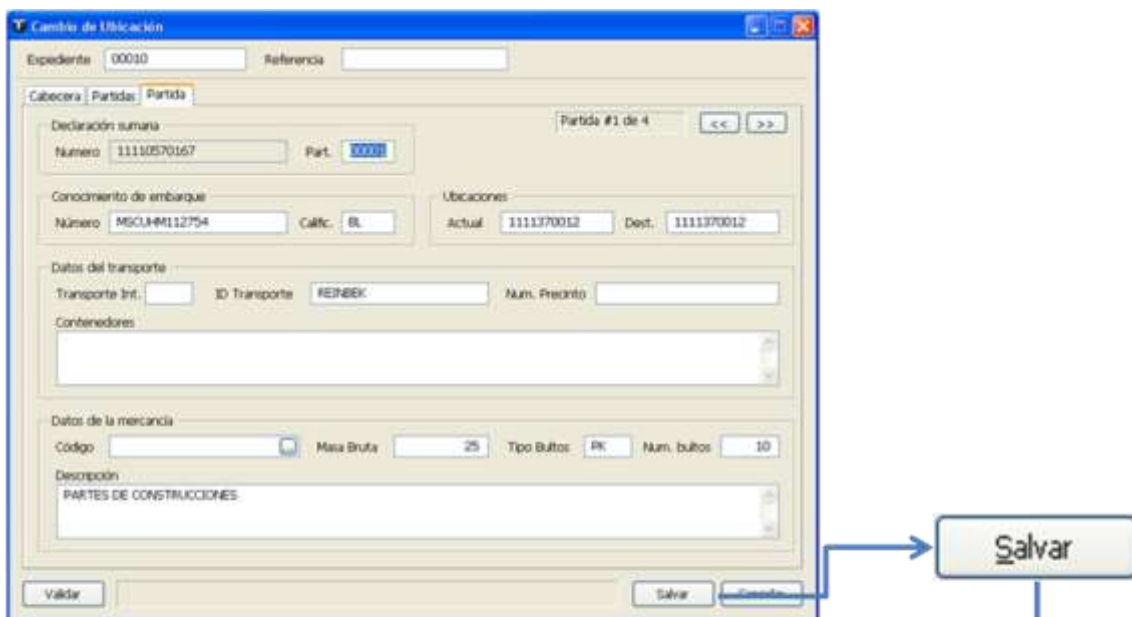 Cambio de Ubicación
Expediente 00010 Referencia
Cabecera Partidas Partida
Partida #1 de 4 << >>
Declaración sumaria
Numero 11110570167 Part. 00001
Conocimiento de embarque Ubicaciones
Número MSCUHM112754 Calific. BL Actual 1111370012 Dest. 1111370012
Datos del transporte
Transporte Int. ID Transporte REINBEK Num. Precinto
Contenedores
Datos de la mercancía
Código Masa Bruta 25 Tipo Bultos PK Num. bultos 10
Descripción
PARTES DE CONSTRUCCIONES
Validar Salvar Cancelar
Salvar